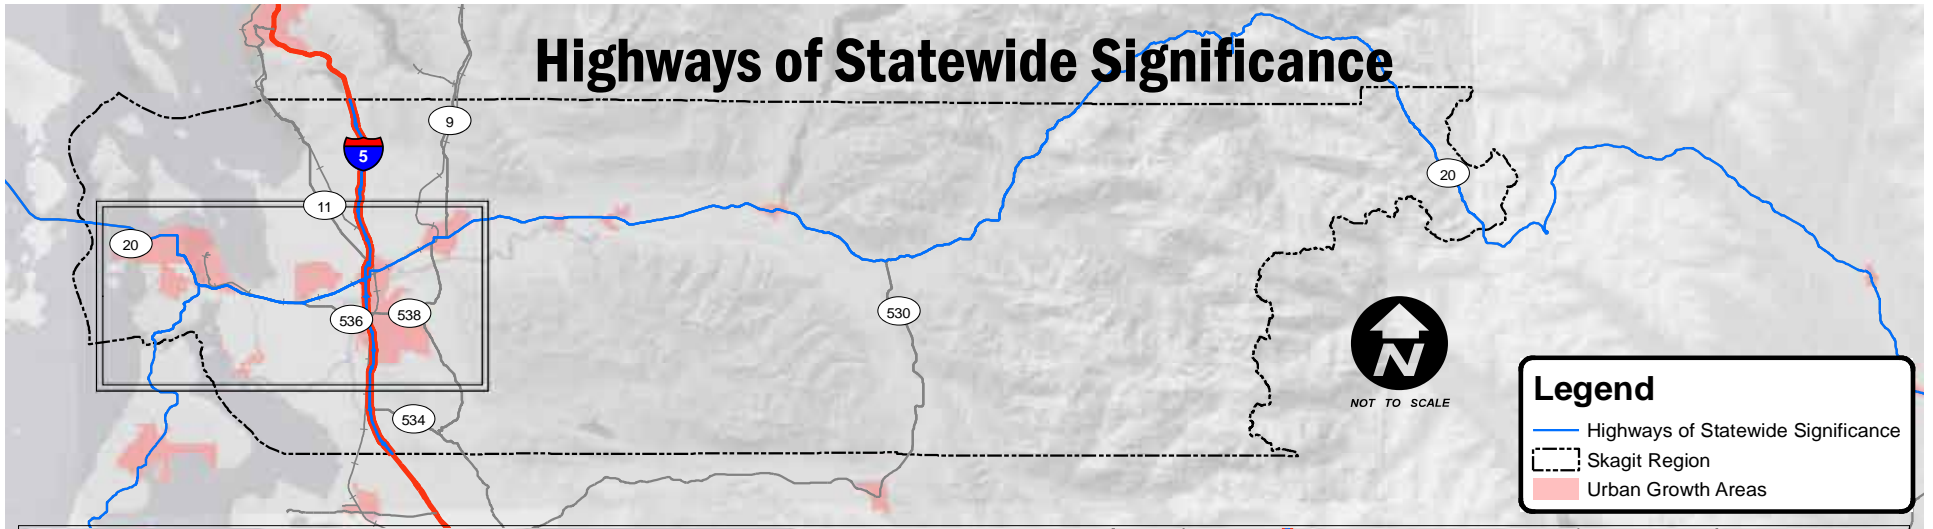 Highways of Statewide Significance
9
5
20
11
20
536
538
530
N
NOT TO SCALE
534
Legend
Highways of Statewide Significance
Skagit Region
Urban Growth Areas